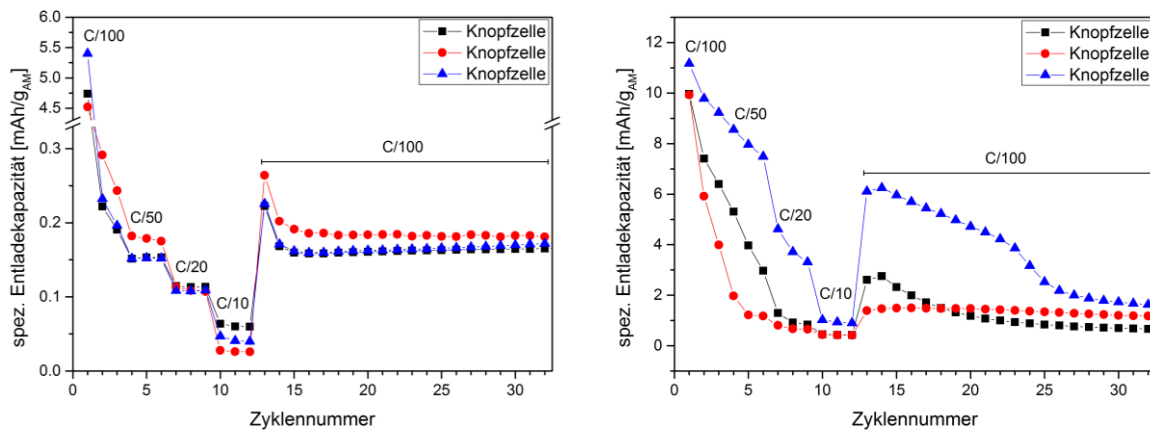 6.0
5.5
5.0
4.5
0.3
0.2
0.1
0.0
spez. Entladekapazität [mAh/g_AM]
C/100
C/50
C/20
C/10
C/100
Knopfzelle
Knopfzelle
Knopfzelle
0 5 10 15 20 25 30
Zyklennummer
12
10
8
6
4
2
0
spez. Entladekapazität [mAh/g_AM]
C/100
C/50
C/20
C/10
C/100
Knopfzelle
Knopfzelle
Knopfzelle
0 5 10 15 20 25 30
Zyklennummer